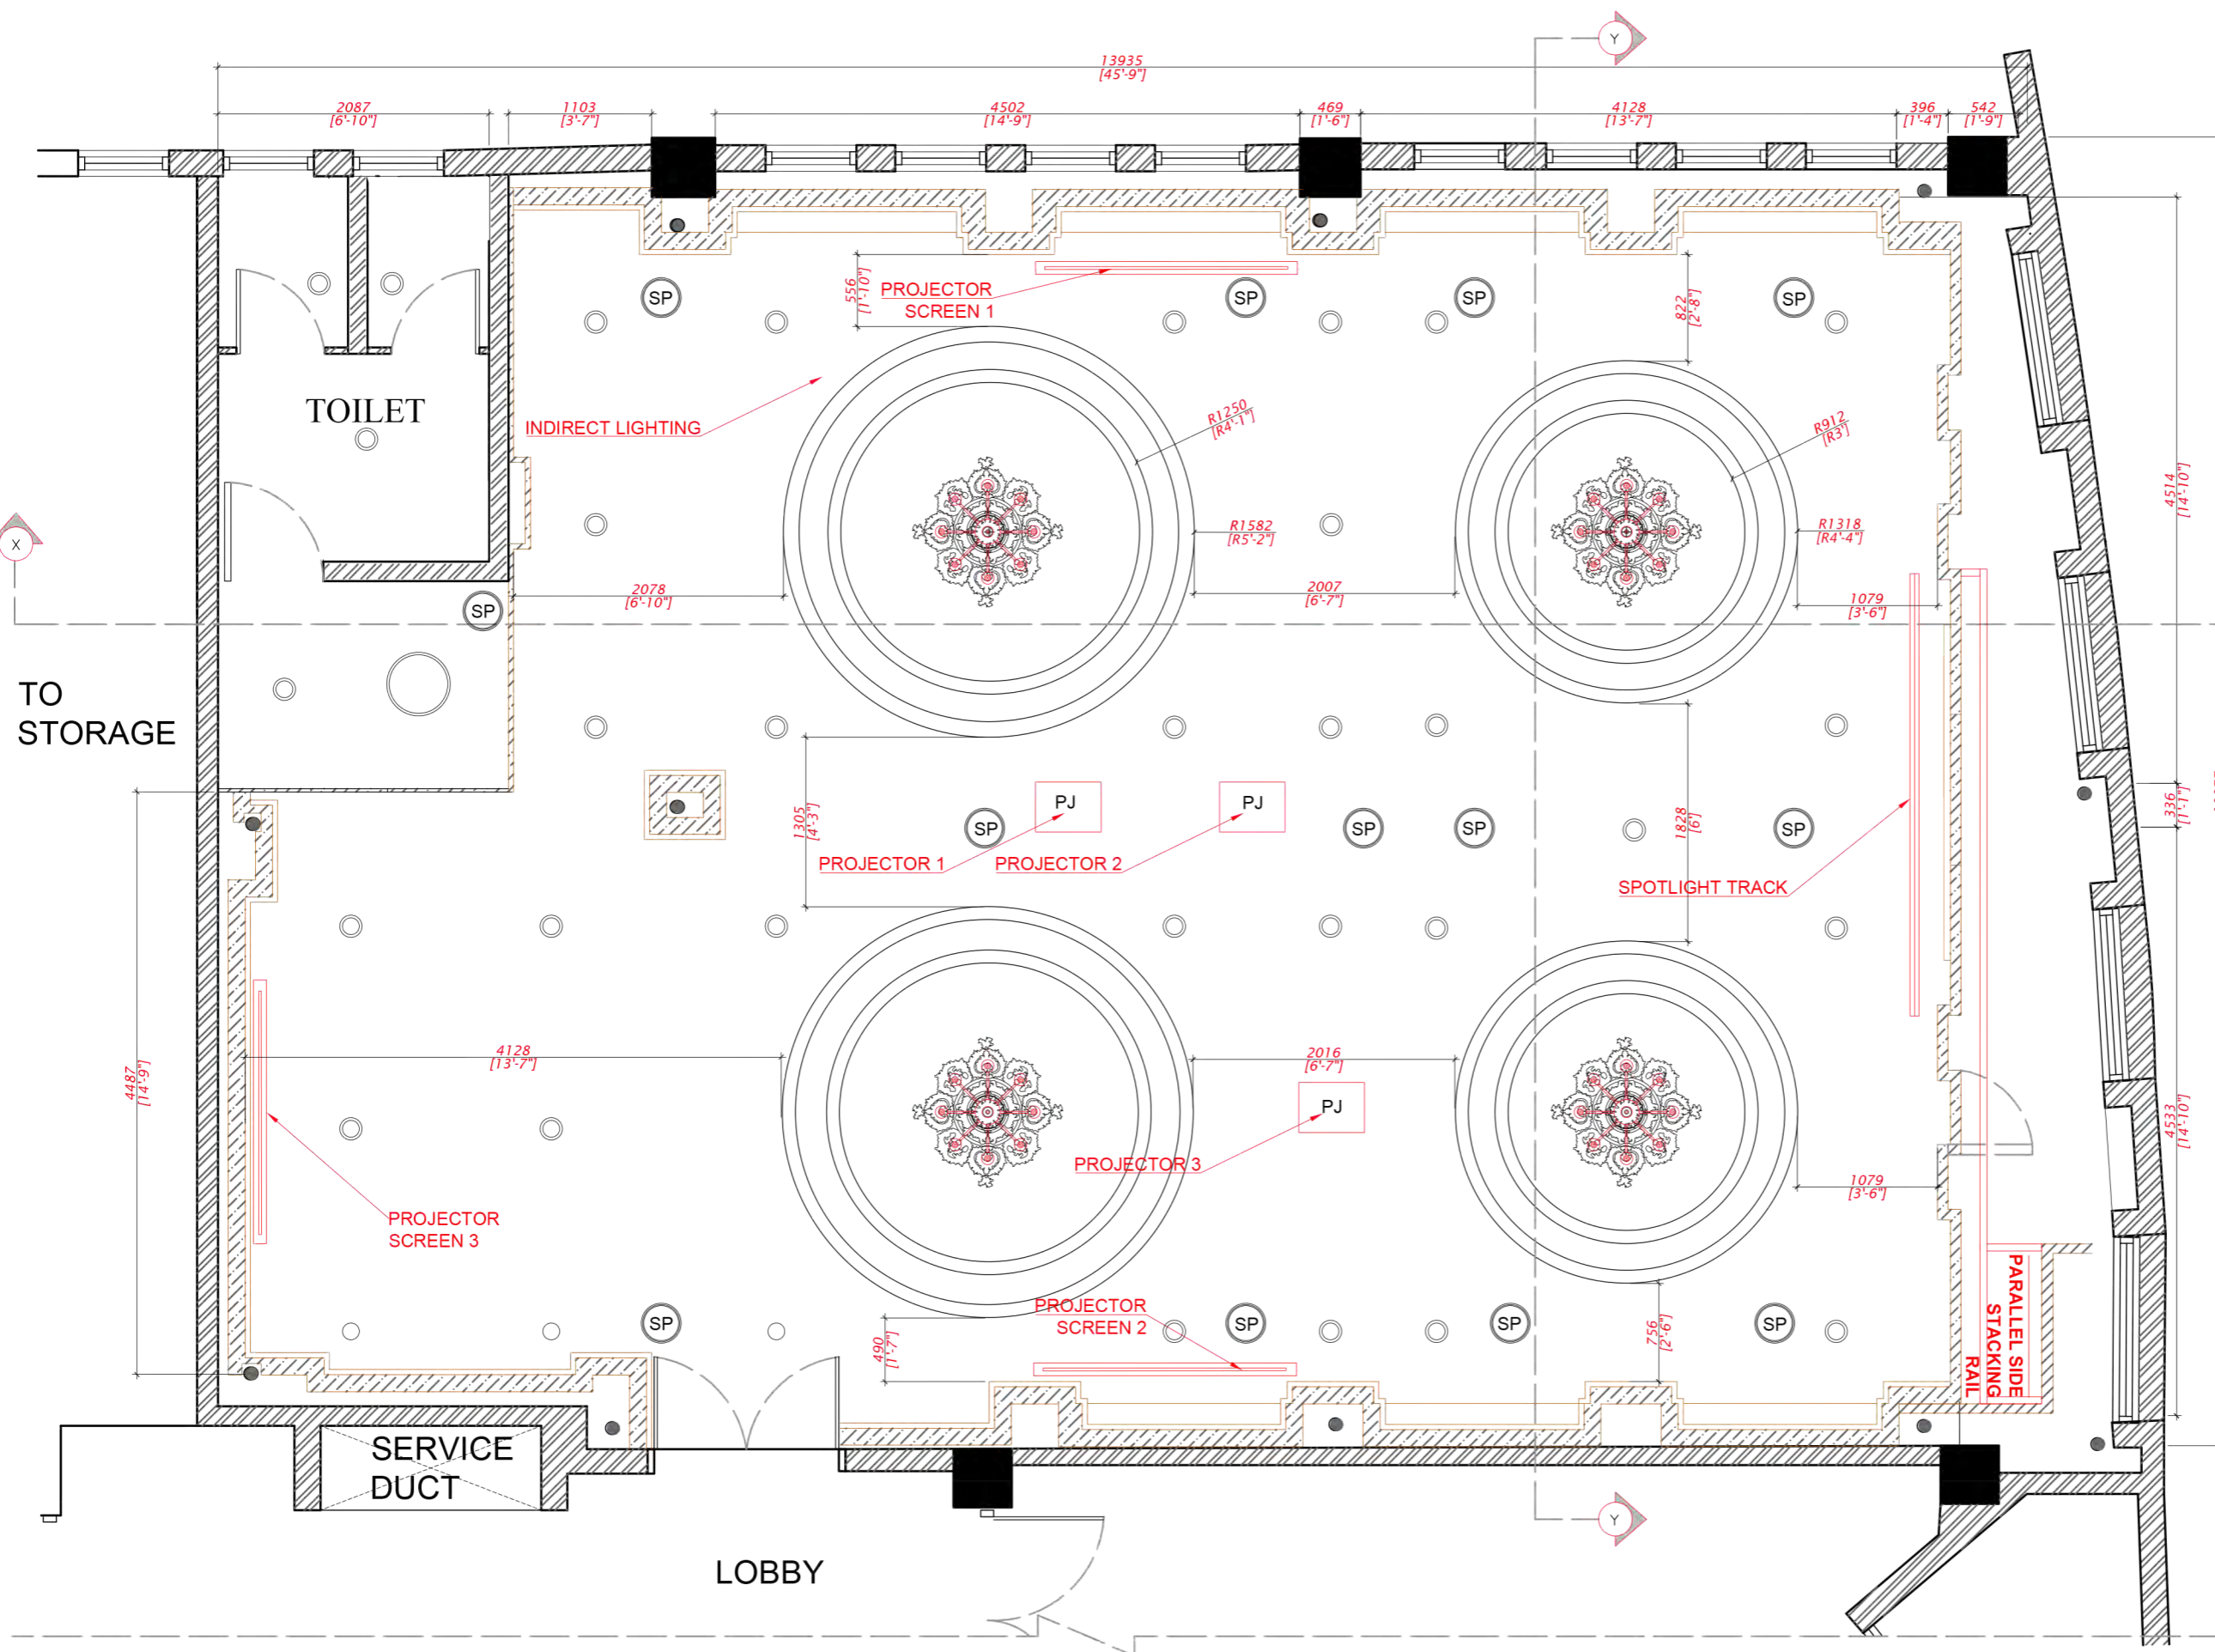 Y
13935
[45'-9"]
2087
[6'-10"]
1103
[3'-7"]
4502
[14'-9"]
469
[1'-6"]
4128
[13'-7"]
396
[1'-4"]
542
[1'-9"]
556
[1'-10"]
PROJECTOR
SCREEN 1
SP
SP
SP
SP
822
[2'-8"]
TOILET
INDIRECT LIGHTING
R1250
[R4'-1"]
R912
[R3']
4514
[14'-10"]
X
R1582
[R5'-2"]
R1318
[R4'-4"]
2078
[6'-10"]
2007
[6'-7"]
1079
[3'-6"]
SP
TO
STORAGE
1305
[4'-3"]
PJ
PJ
SP
SP
SP
SP
1828
[6']
336
[1'-1"]
PROJECTOR 1
PROJECTOR 2
SPOTLIGHT TRACK
4487
[14'-9"]
4128
[13'-7"]
2016
[6'-7"]
PJ
4533
[14'-10"]
PROJECTOR 3
1079
[3'-6"]
PROJECTOR
SCREEN 3
PROJECTOR
SCREEN 2
SP
SP
SP
SP
490
[1'-7"]
756
[2'-6"]
PARALLEL SIDE
STACKING
RAIL
SERVICE
DUCT
Y
LOBBY